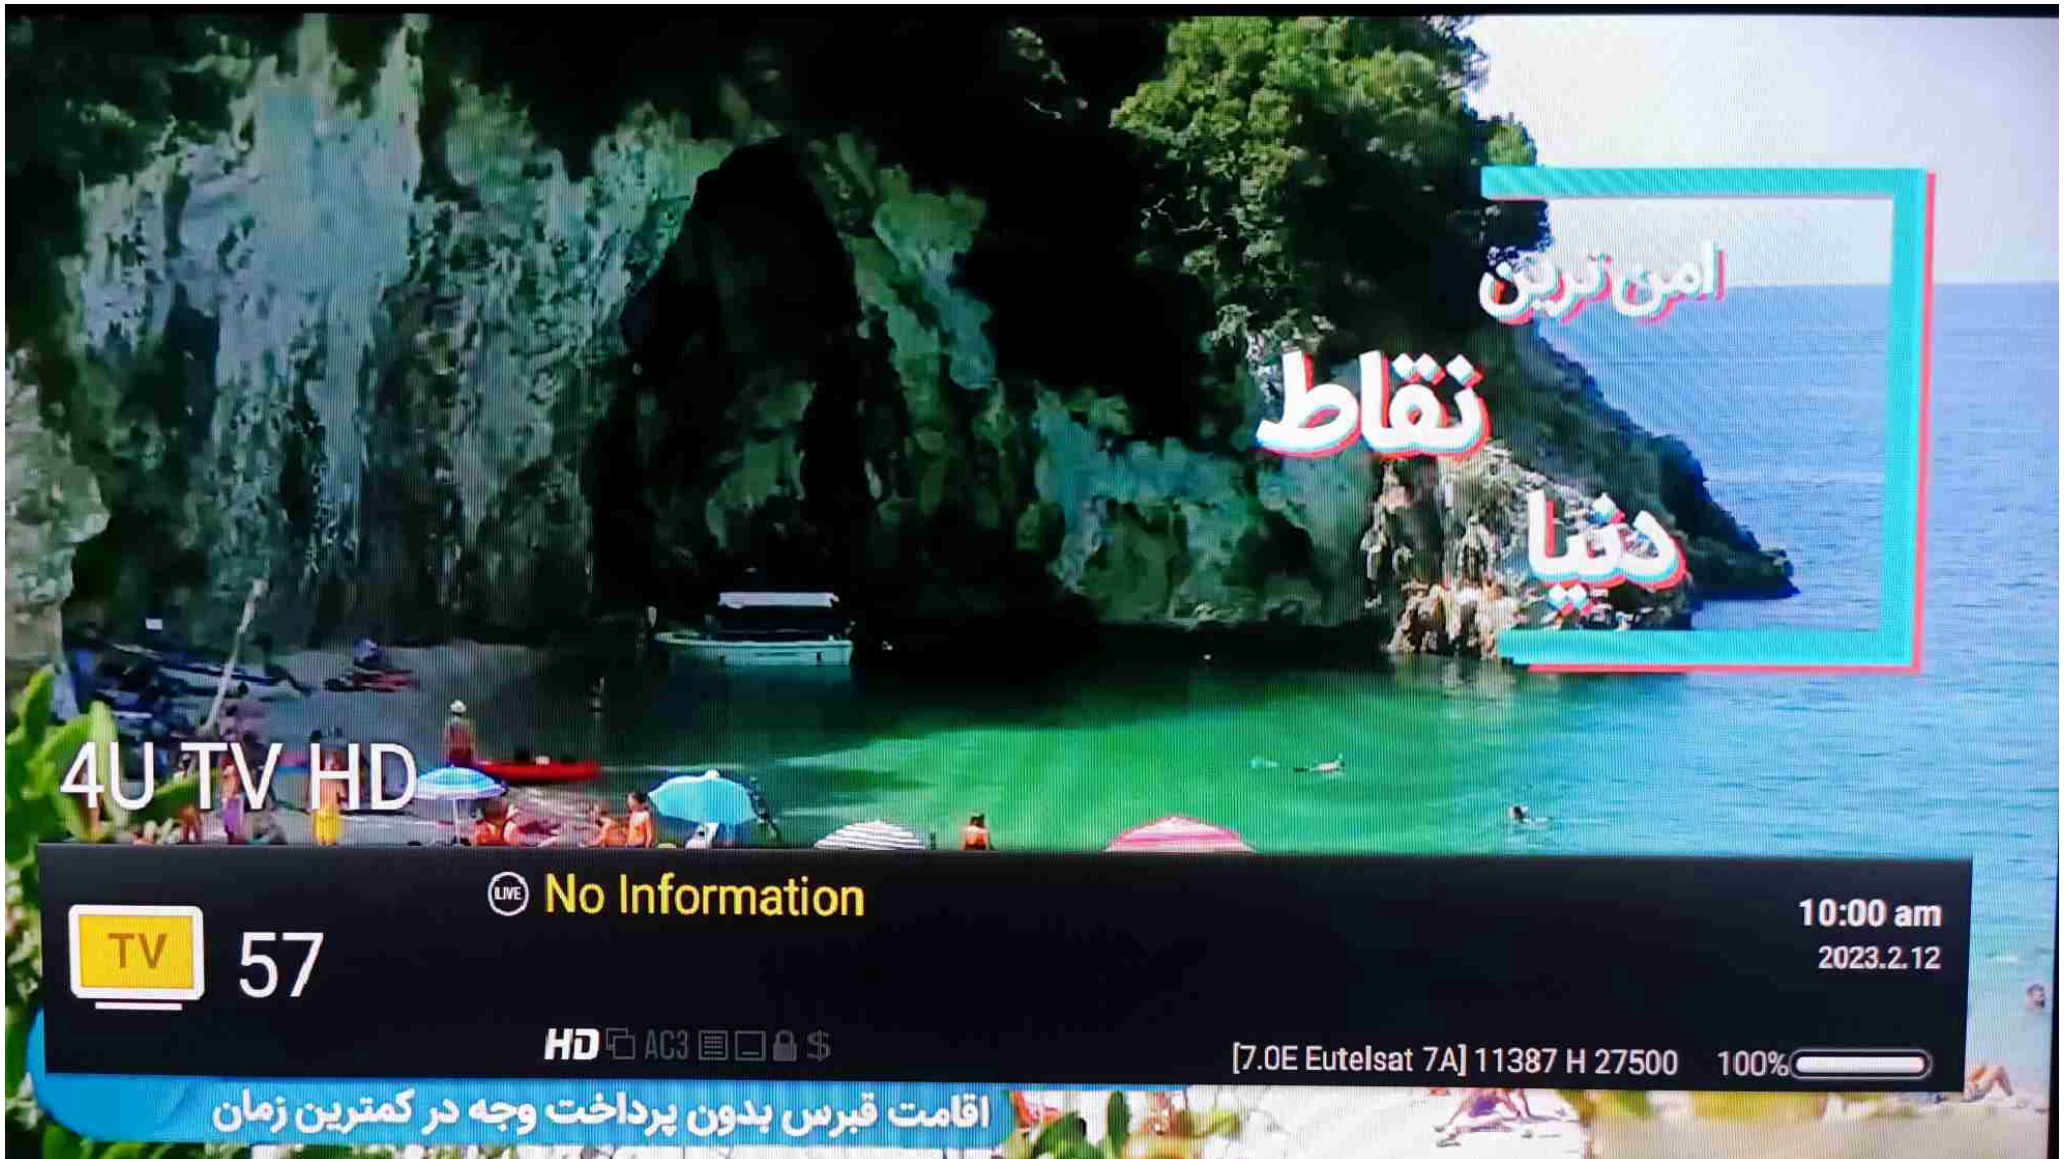 امن ترین
نقاط
دنیا
4U TV HD
LIVE No Information
10:00 am
TV 57
2023.2.12
HD AC3 $
[7.0E Eutelsat 7A] 11387 H 27500 100%
اقامت قبرس بدون پرداخت وجه در کمترین زمان